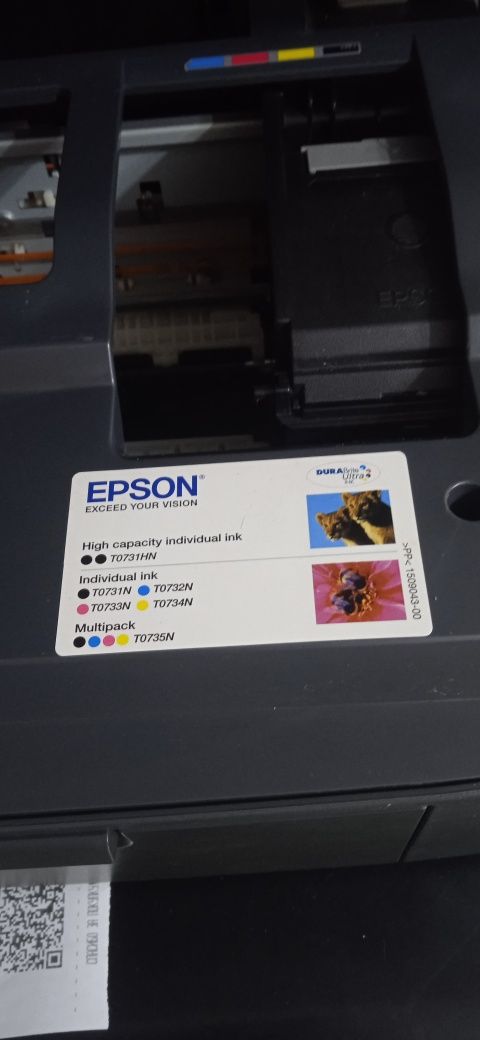 EPSON
EPSON®
EXCEED YOUR VISION
DURABrite
Ultra
INK
High capacity individual ink
T0731HN
Individual ink
T0731N T0732N
T0733N T0734N
Multipack
T0735N
>PP< 1509043-00